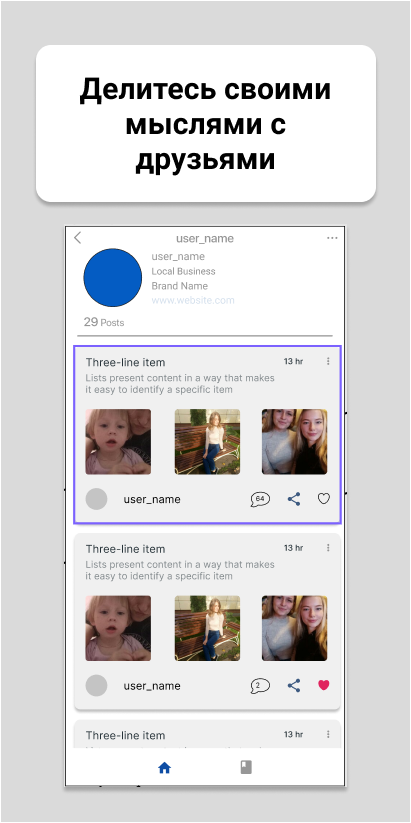 Делитесь своими
мыслями с
друзьями
user_name
user_name
Local Business
Brand Name
www.website.com
29 Posts
Three-line item 13 hr
Lists present content in a way that makes
it easy to identify a specific item
user_name 64
Three-line item 13 hr
Lists present content in a way that makes
it easy to identify a specific item
user_name 2
Three-line item 13 hr